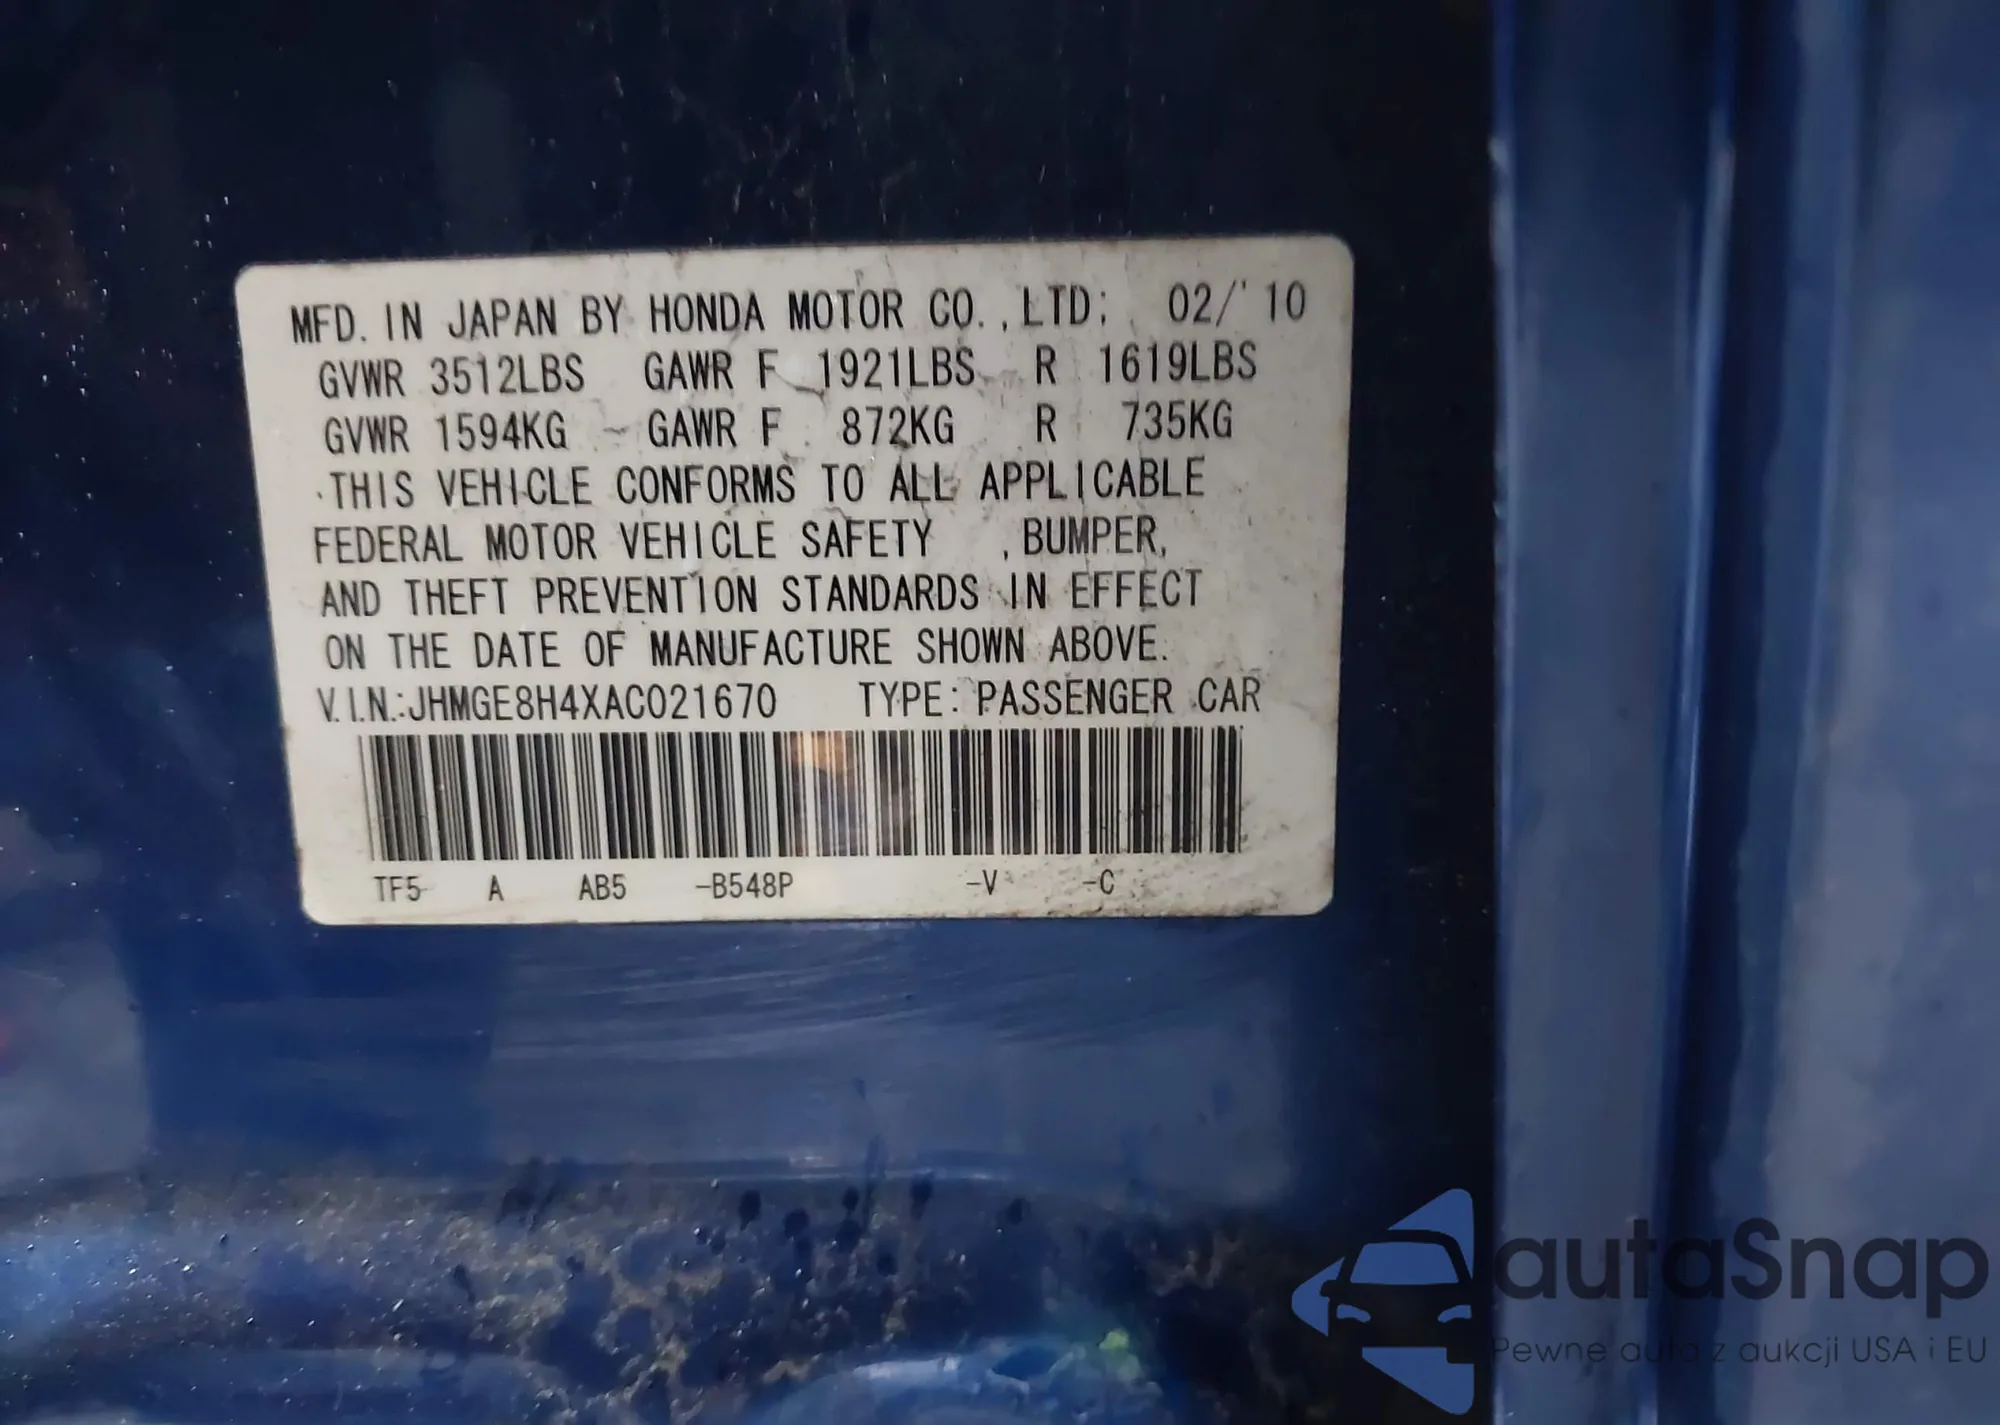 MFD. IN JAPAN BY HONDA MOTOR CO.,LTD; 02/'10
GVWR 3512LBS GAWR F 1921LBS R 1619LBS
GVWR 1594KG GAWR F 872KG R 735KG
THIS VEHICLE CONFORMS TO ALL APPLICABLE
FEDERAL MOTOR VEHICLE SAFETY , BUMPER,
AND THEFT PREVENTION STANDARDS IN EFFECT
ON THE DATE OF MANUFACTURE SHOWN ABOVE.
V.I.N.:JHMGE8H4XAC021670 TYPE: PASSENGER CAR
TF5 A AB5 -B548P -V -C
autaSnap
Pewne auta z aukcji USA i EU